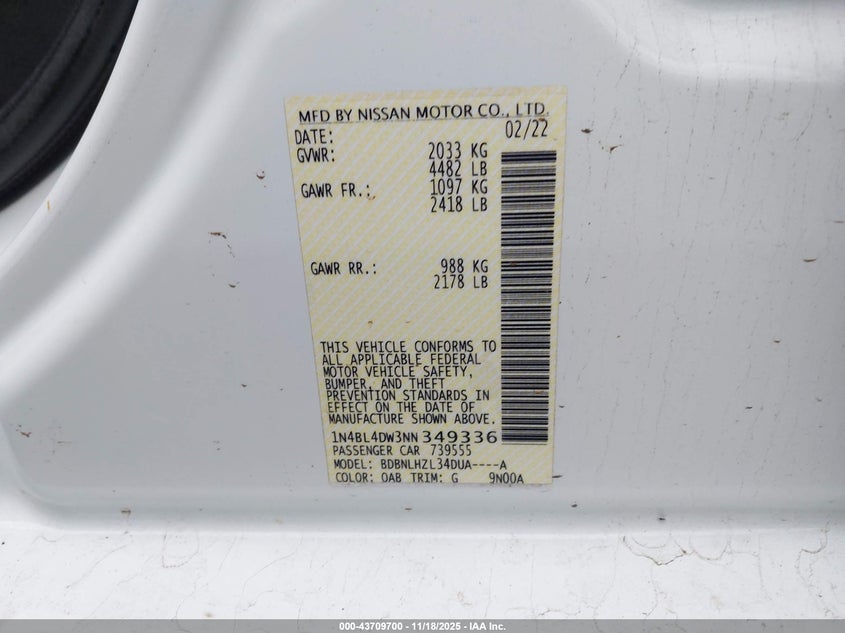 MFD BY NISSAN MOTOR CO., LTD.
DATE: 02/22
GVWR: 2033 KG
4482 LB
GAWR FR.: 1097 KG
2418 LB
GAWR RR.: 988 KG
2178 LB
THIS VEHICLE CONFORMS TO
ALL APPLICABLE FEDERAL
MOTOR VEHICLE SAFETY,
BUMPER, AND THEFT
PREVENTION STANDARDS IN
EFFECT ON THE DATE OF
MANUFACTURE SHOWN ABOVE.
1N4BL4DW3NN349336
PASSENGER CAR 739555
MODEL: BDBNLHZL34DUA----A
COLOR: QAB TRIM: G 9N00A
000-43709700 - 11/18/2025 - IAA Inc.